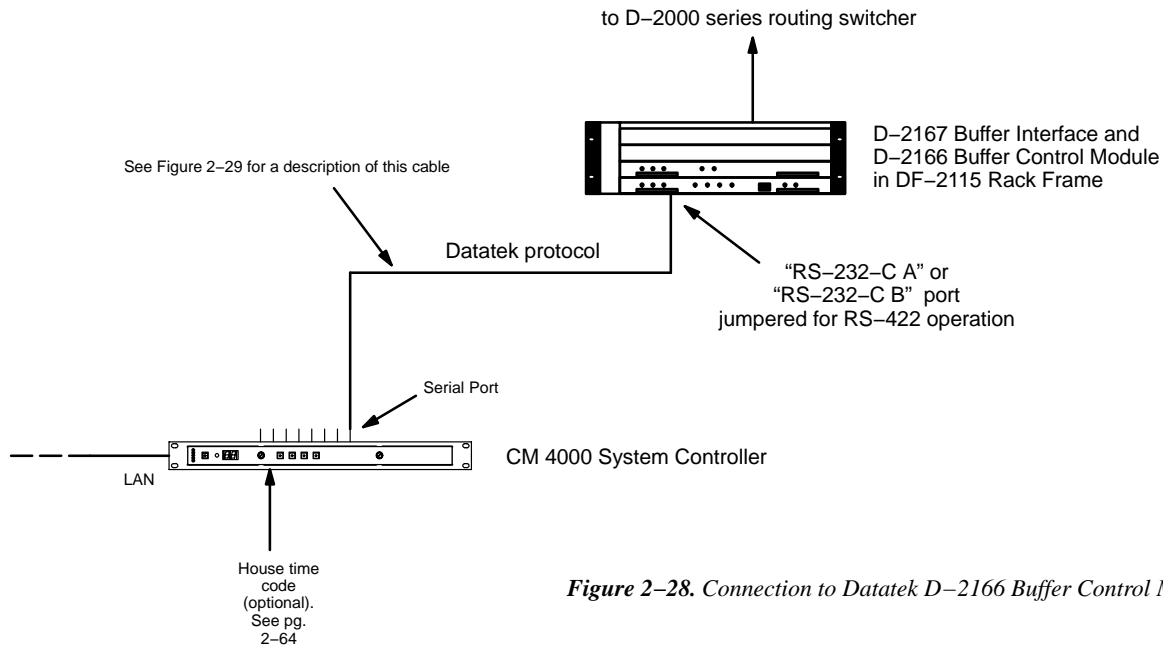 to D−2000 series routing switcher
D−2167 Buffer Interface and
D−2166 Buffer Control Module
in DF−2115 Rack Frame
See Figure 2−29 for a description of this cable
Datatek protocol
“RS−232−C A” or
“RS−232−C B” port
jumpered for RS−422 operation
Serial Port
CM 4000 System Controller
LAN
House time
code
(optional).
See pg.
2−64
Figure 2−28. Connection to Datatek D−2166 Buffer Control